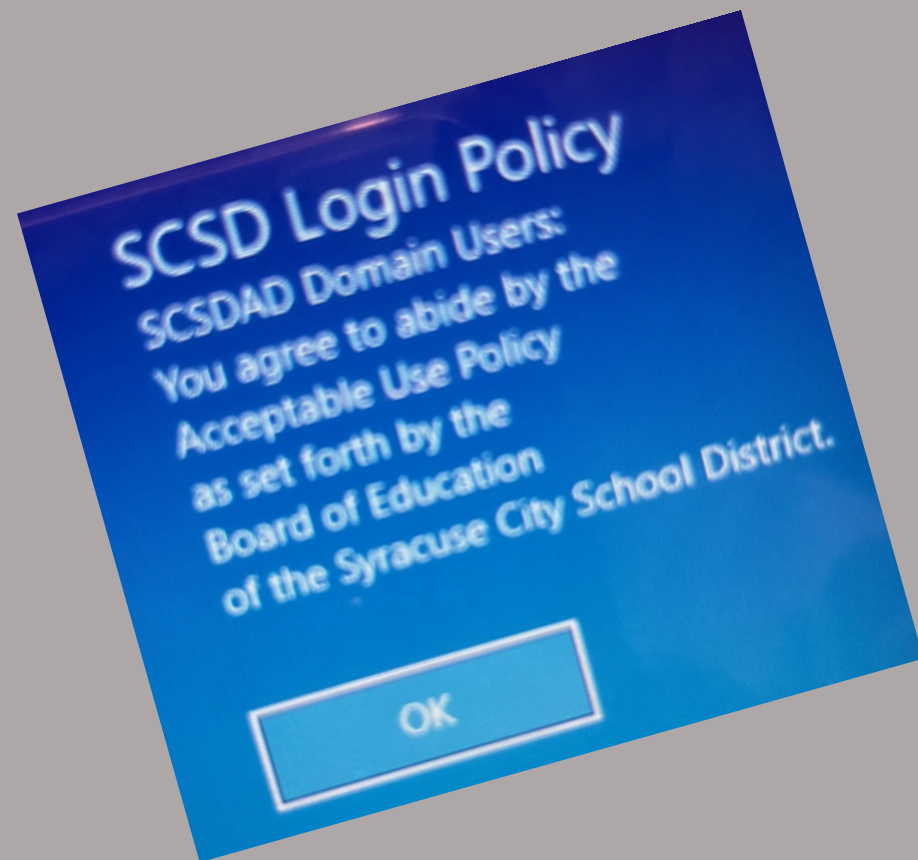 SCSD Login Policy
SCSDAD Domain Users:
You agree to abide by the
Acceptable Use Policy
as set forth by the
Board of Education
of the Syracuse City School District.
OK